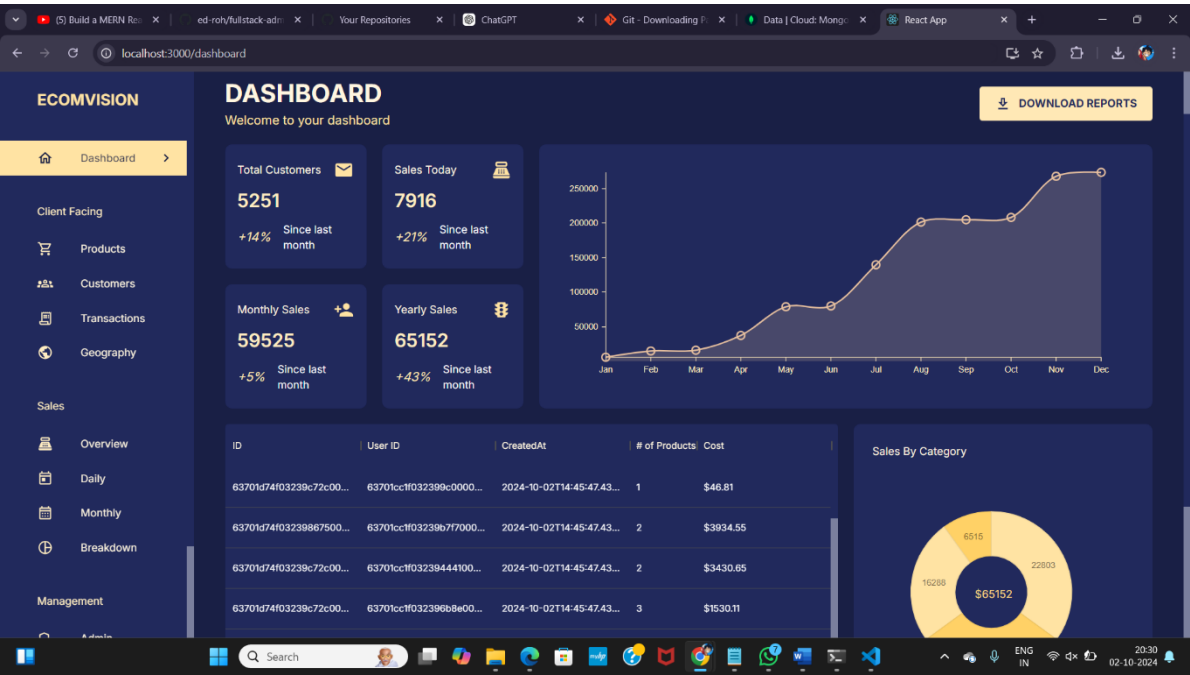 (5) Build a MERN Rea
ed-roh/fullstack-adm
Your Repositories
ChatGPT
Git - Downloading P
Data | Cloud: Mongo
React App
localhost:3000/dashboard
ECOMVISION
Dashboard
Client Facing
Products
Customers
Transactions
Geography
Sales
Overview
Daily
Monthly
Breakdown
Management
Admin
DASHBOARD
Welcome to your dashboard
DOWNLOAD REPORTS
Total Customers
5251
+14% Since last
month
Sales Today
7916
+21% Since last
month
Monthly Sales
59525
+5% Since last
month
Yearly Sales
65152
+43% Since last
month
250000
200000
150000
100000
50000
Jan Feb Mar Apr May Jun Jul Aug Sep Oct Nov Dec
ID User ID CreatedAt # of Products Cost
63701d74f03239c72c00... 63701cc1f032399c0000... 2024-10-02T14:45:47.43... 1 $46.81
63701d74f03239867500... 63701cc1f03239b7f7000... 2024-10-02T14:45:47.43... 2 $3934.55
63701d74f03239c72c00... 63701cc1f03239444100... 2024-10-02T14:45:47.43... 2 $3430.65
63701d74f03239c72c00... 63701cc1f032396b8e00... 2024-10-02T14:45:47.43... 3 $1530.11
Sales By Category
6515
22803
16288
$65152
Search
ENG
IN
20:30
02-10-2024